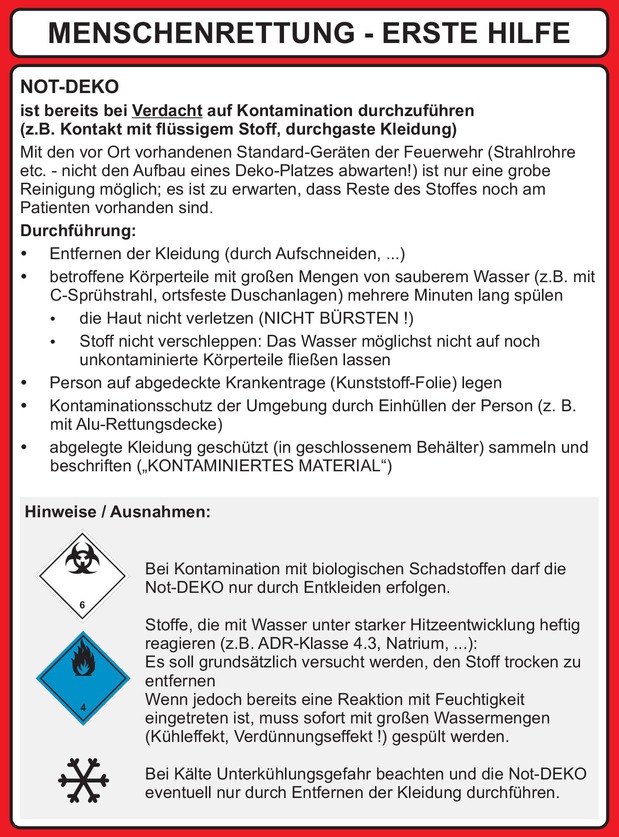 MENSCHENRETTUNG - ERSTE HILFE
NOT-DEKO
ist bereits bei Verdacht auf Kontamination durchzuführen
(z.B. Kontakt mit flüssigem Stoff, durchgaste Kleidung)
Mit den vor Ort vorhandenen Standard-Geräten der Feuerwehr (Strahlrohre
etc. - nicht den Aufbau eines Deko-Platzes abwarten!) ist nur eine grobe
Reinigung möglich; es ist zu erwarten, dass Reste des Stoffes noch am
Patienten vorhanden sind.
Durchführung:
• Entfernen der Kleidung (durch Aufschneiden, ...)
• betroffene Körperteile mit großen Mengen von sauberem Wasser (z.B. mit
C-Sprühstrahl, ortsfeste Duschanlagen) mehrere Minuten lang spülen
• die Haut nicht verletzen (NICHT BÜRSTEN !)
• Stoff nicht verschleppen: Das Wasser möglichst nicht auf noch
unkontaminierte Körperteile fließen lassen
• Person auf abgedeckte Krankentrage (Kunststoff-Folie) legen
• Kontaminationsschutz der Umgebung durch Einhüllen der Person (z. B.
mit Alu-Rettungsdecke)
• abgelegte Kleidung geschützt (in geschlossenem Behälter) sammeln und
beschriften („KONTAMINIERTES MATERIAL“)
Hinweise / Ausnahmen:
6
Bei Kontamination mit biologischen Schadstoffen darf die
Not-DEKO nur durch Entkleiden erfolgen.
4
Stoffe, die mit Wasser unter starker Hitzeentwicklung heftig
reagieren (z.B. ADR-Klasse 4.3, Natrium, ...):
Es soll grundsätzlich versucht werden, den Stoff trocken zu
entfernen
Wenn jedoch bereits eine Reaktion mit Feuchtigkeit
eingetreten ist, muss sofort mit großen Wassermengen
(Kühleffekt, Verdünnungseffekt !) gespült werden.
Bei Kälte Unterkühlungsgefahr beachten und die Not-DEKO
eventuell nur durch Entfernen der Kleidung durchführen.